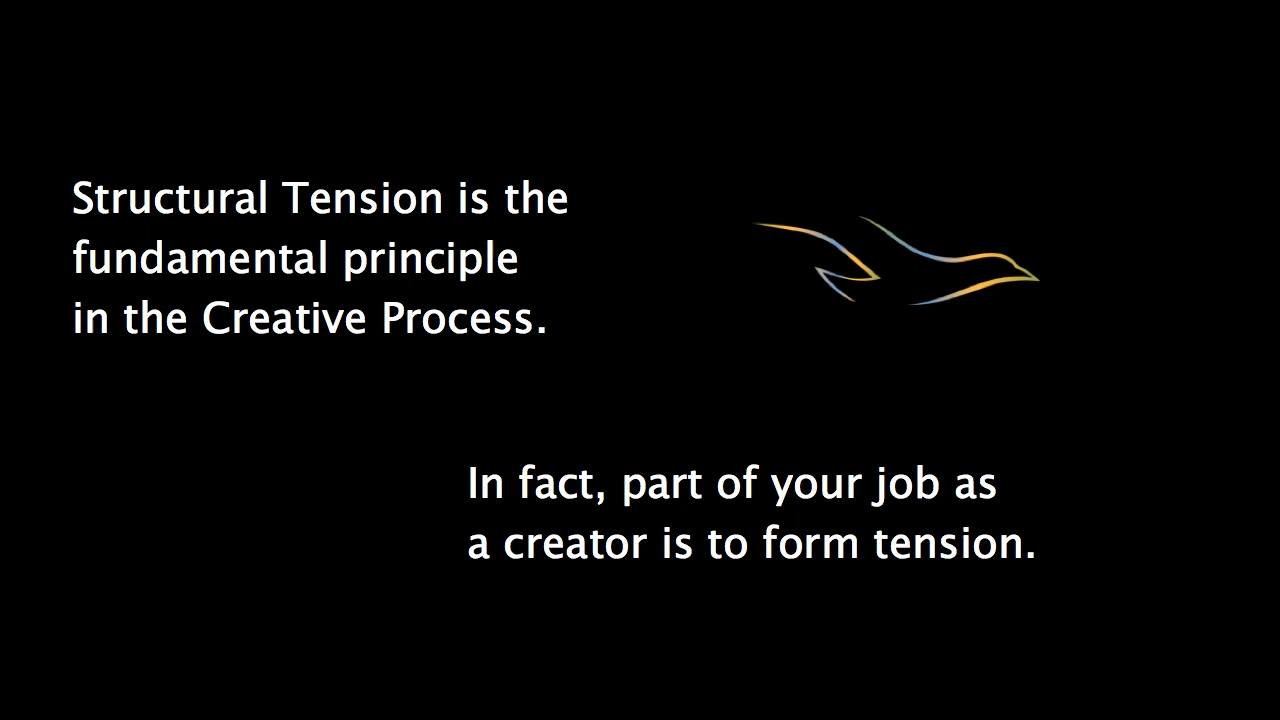 Structural Tension is the
fundamental principle
in the Creative Process.
In fact, part of your job as
a creator is to form tension.